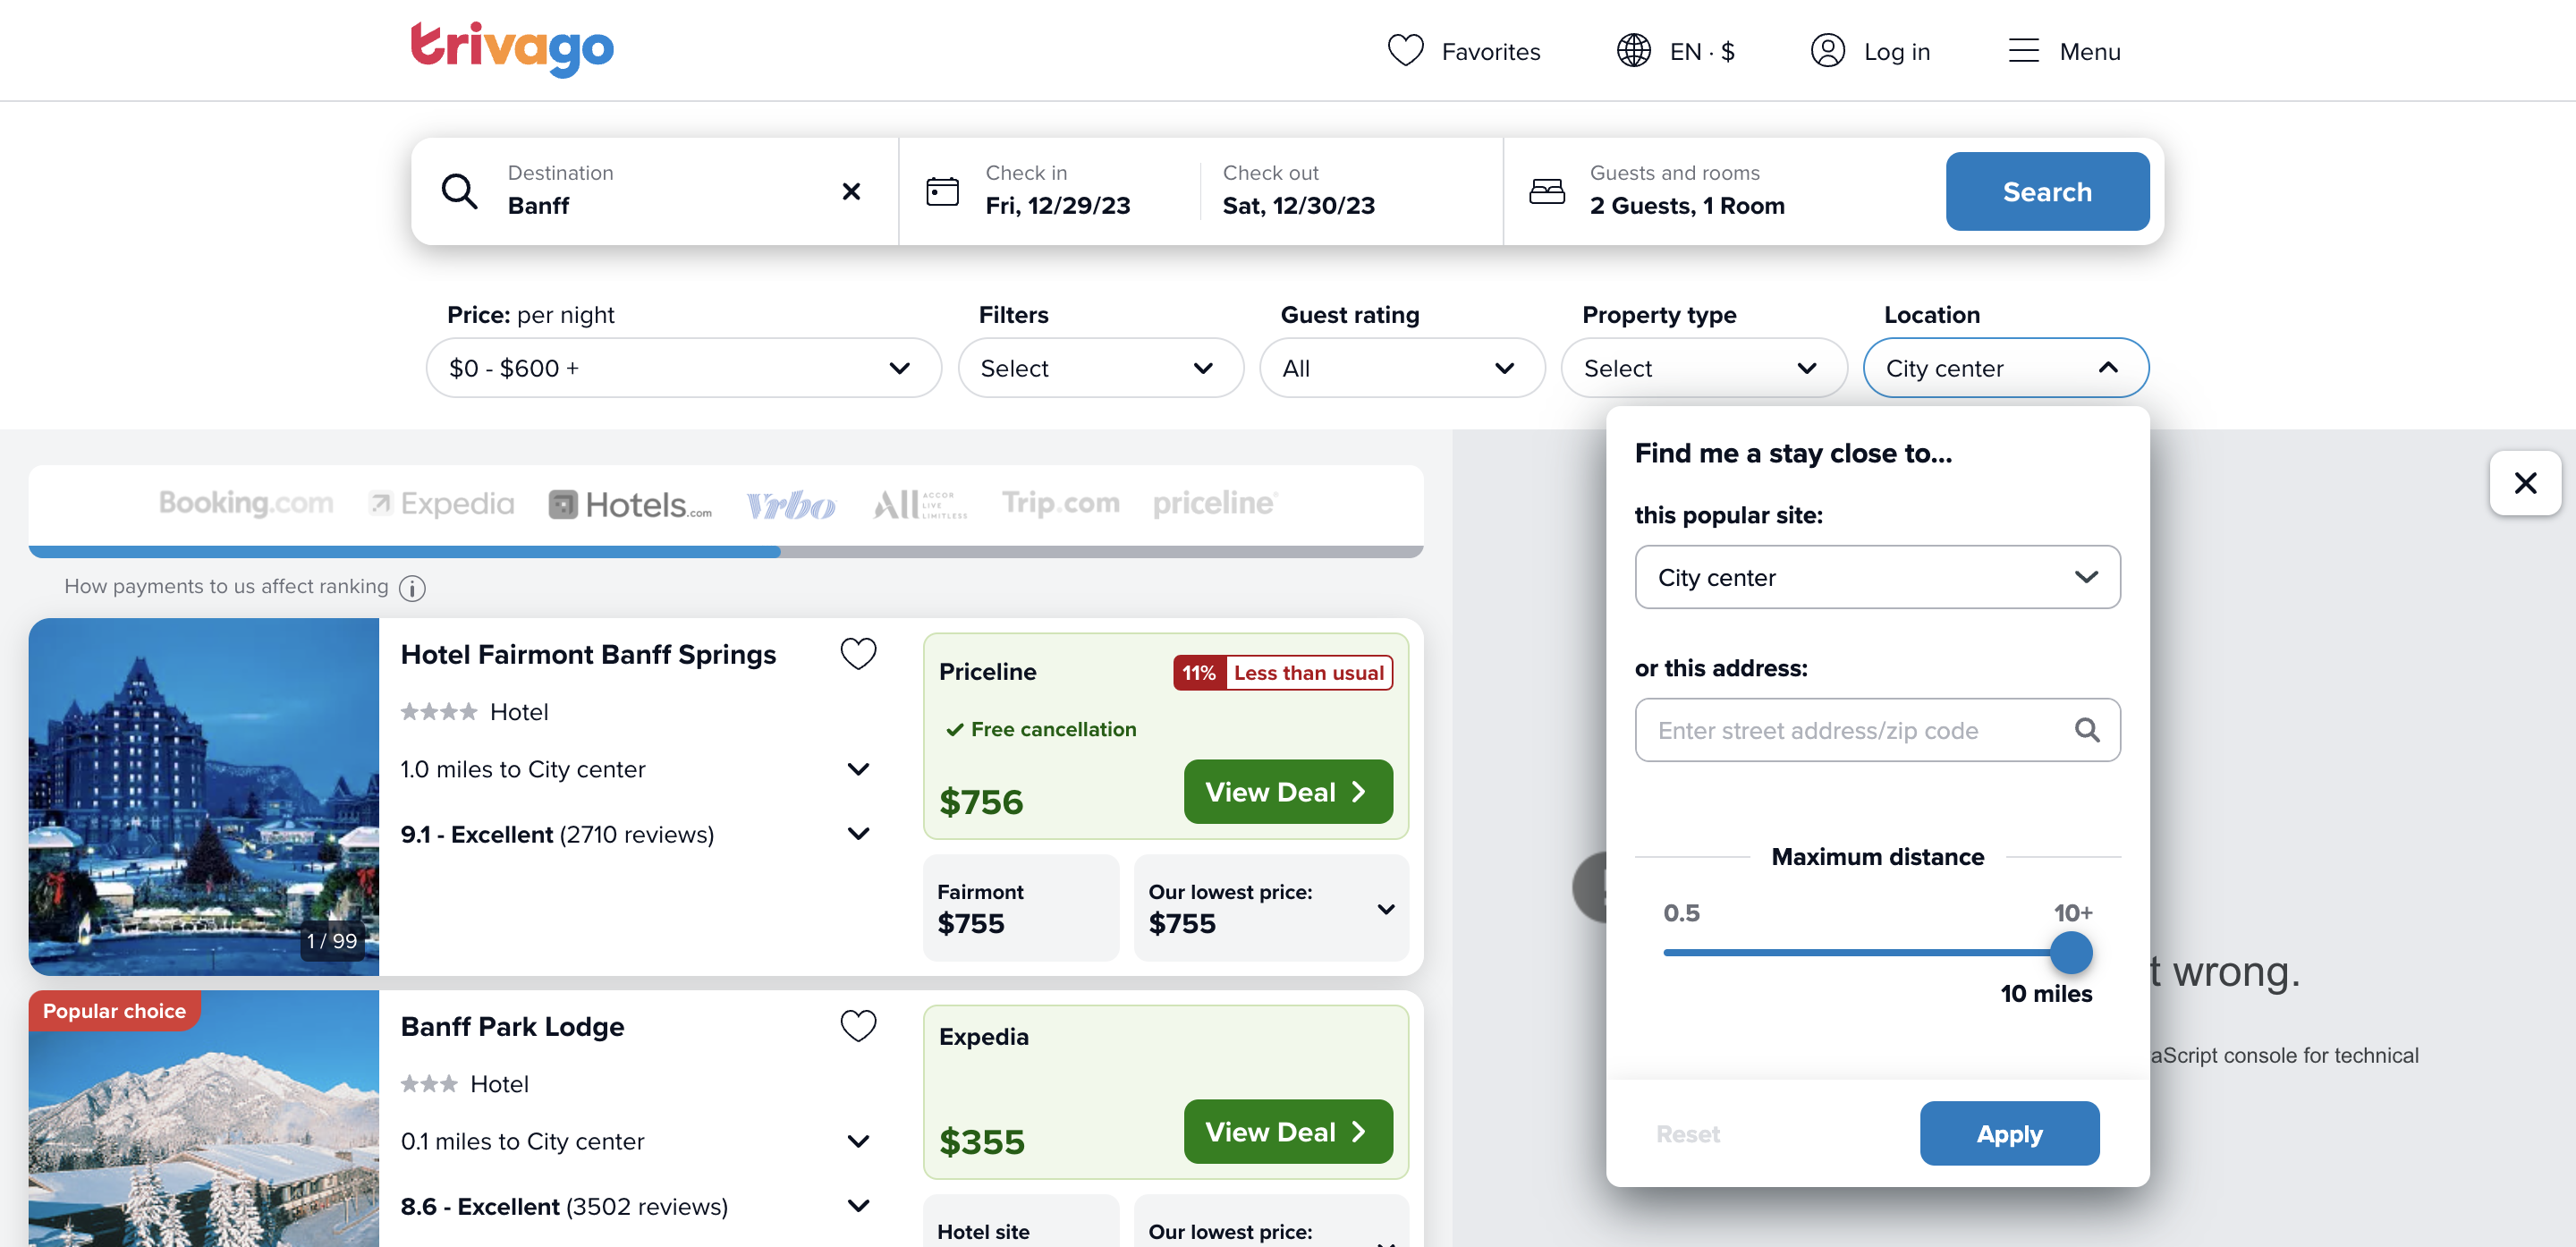 trivago
Favorites
EN · $
Log in
Menu
Destination
Banff
Check in
Fri, 12/29/23
Check out
Sat, 12/30/23
Guests and rooms
2 Guests, 1 Room
Search
Price: per night
$0 - $600 +
Filters
Select
Guest rating
All
Property type
Select
Location
City center
Booking.com
Expedia
Hotels.com
Vrbo
ALL ACCOR LIVE LIMITLESS
Trip.com
priceline
How payments to us affect ranking
Hotel Fairmont Banff Springs
Hotel
1.0 miles to City center
9.1 - Excellent (2710 reviews)
1 / 99
Priceline
11% Less than usual
Free cancellation
$756
View Deal
Fairmont
$755
Our lowest price:
$755
Popular choice
Banff Park Lodge
Hotel
0.1 miles to City center
8.6 - Excellent (3502 reviews)
Expedia
$355
View Deal
Hotel site
Our lowest price:
Find me a stay close to...
this popular site:
City center
or this address:
Enter street address/zip code
Maximum distance
0.5
10+
10 miles
Reset
Apply
t wrong.
aScript console for technical